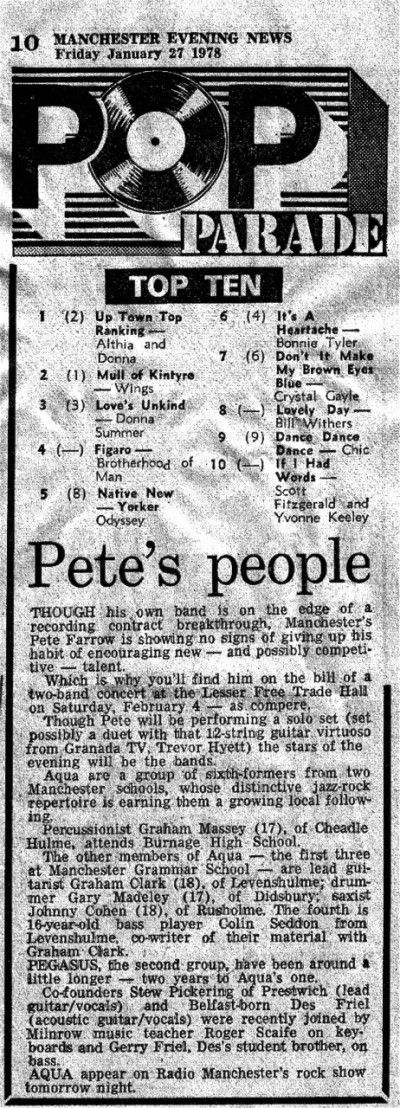 10 MANCHESTER EVENING NEWS
Friday January 27 1978
POP
PARADE
TOP TEN
1 (2) Up Town Top
Ranking —
Althia and
Donna
2 (1) Mull of Kintyre
— Wings
3 (3) Love's Unkind
— Donna
Summer
4 (—) Figaro —
Brotherhood of
Man
5 (8) Native New
— Yorker
Odyssey
6 (4) It's A
Heartache —
Bonnie Tyler
7 (6) Don't It Make
My Brown Eyes
Blue —
Crystal Gayle
8 (—) Lovely Day —
Bill Withers
9 (9) Dance Dance
Dance — Chic
10 (—) If I Had
Words —
Scott
Fitzgerald and
Yvonne Keeley
Pete's people
THOUGH his own band is on the edge of a
recording contract breakthrough, Manchester's
Pete Farrow is showing no signs of giving up his
habit of encouraging new — and possibly competi-
tive — talent.
Which is why you'll find him on the bill of a
two-band concert at the Lesser Free Trade Hall
on Saturday, February 4 — as compere.
Though Pete will be performing a solo set (set
possibly a duet with that 12-string guitar virtuoso
from Granada TV, Trevor Hyett) the stars of the
evening will be the bands.
Aqua are a group of sixth-formers from two
Manchester schools, whose distinctive jazz-rock
repertoire is earning them a growing local follow-
ing.
Percussionist Graham Massey (17), of Cheadle
Hulme, attends Burnage High School.
The other members of Aqua — the first three
at Manchester Grammar School — are lead gui-
tarist Graham Clark (18), of Levenshulme; drum-
mer Gary Madeley (17), of Didsbury; saxist
Johnny Cohen (18), of Rusholme. The fourth is
16-year-old bass player Colin Seddon from
Levenshulme, co-writer of their material with
Graham Clark.
PEGASUS, the second group, have been around a
little longer — two years to Aqua's one.
Co-founders Stew Pickering of Prestwich (lead
guitar/vocals) and Belfast-born Des Friel
(acoustic guitar/vocals) were recently joined by
Milnrow music teacher Roger Scaife on key-
boards and Gerry Friel, Des's student brother, on
bass.
AQUA appear on Radio Manchester's rock show
tomorrow night.